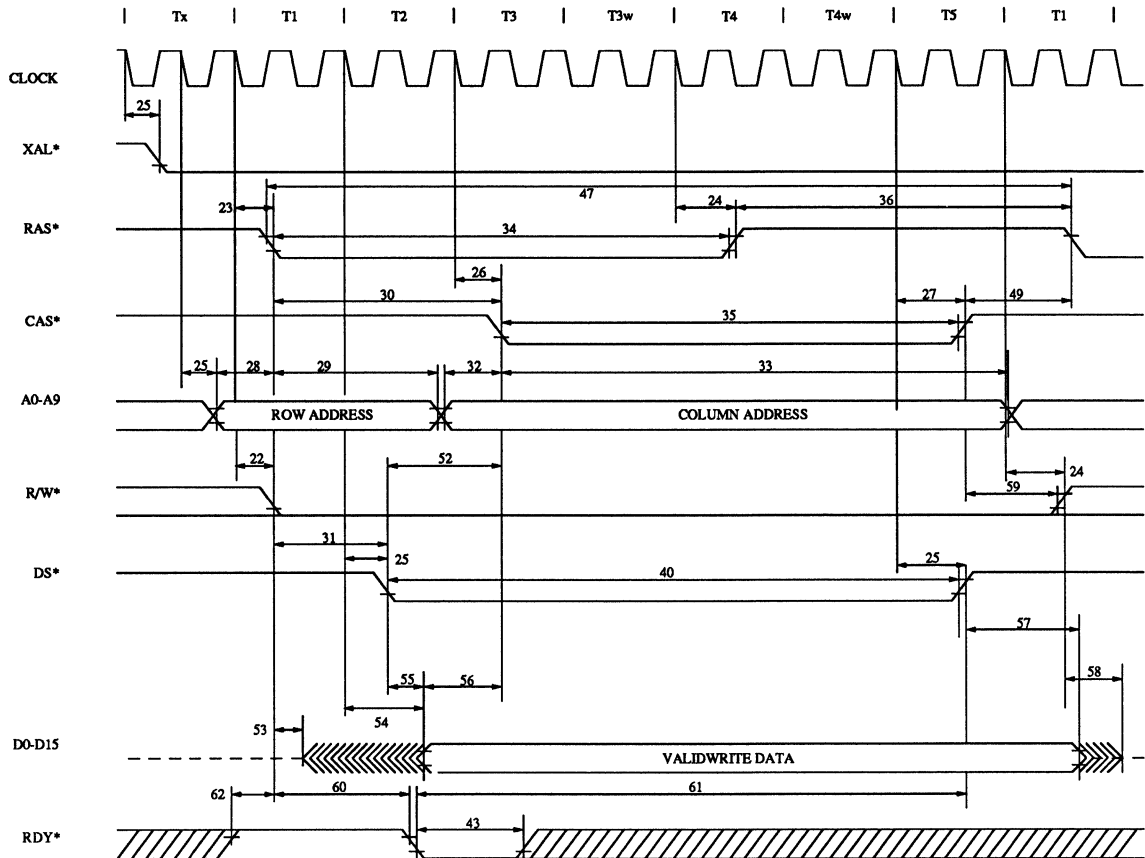 Tx T1 T2 T3 T3w T4 T4w T5 T1
CLOCK
25
XAL*
47
23 24 36
RAS* 34
26
30 27 49
CAS* 35
25 28 29 32 33
A0-A9 ROW ADDRESS COLUMN ADDRESS
22 52 24
R/W* 59
31
25 25
DS* 40
57
55 56 58
54
53
D0-D15 VALIDWRITE DATA
62 60 61
43
RDY*